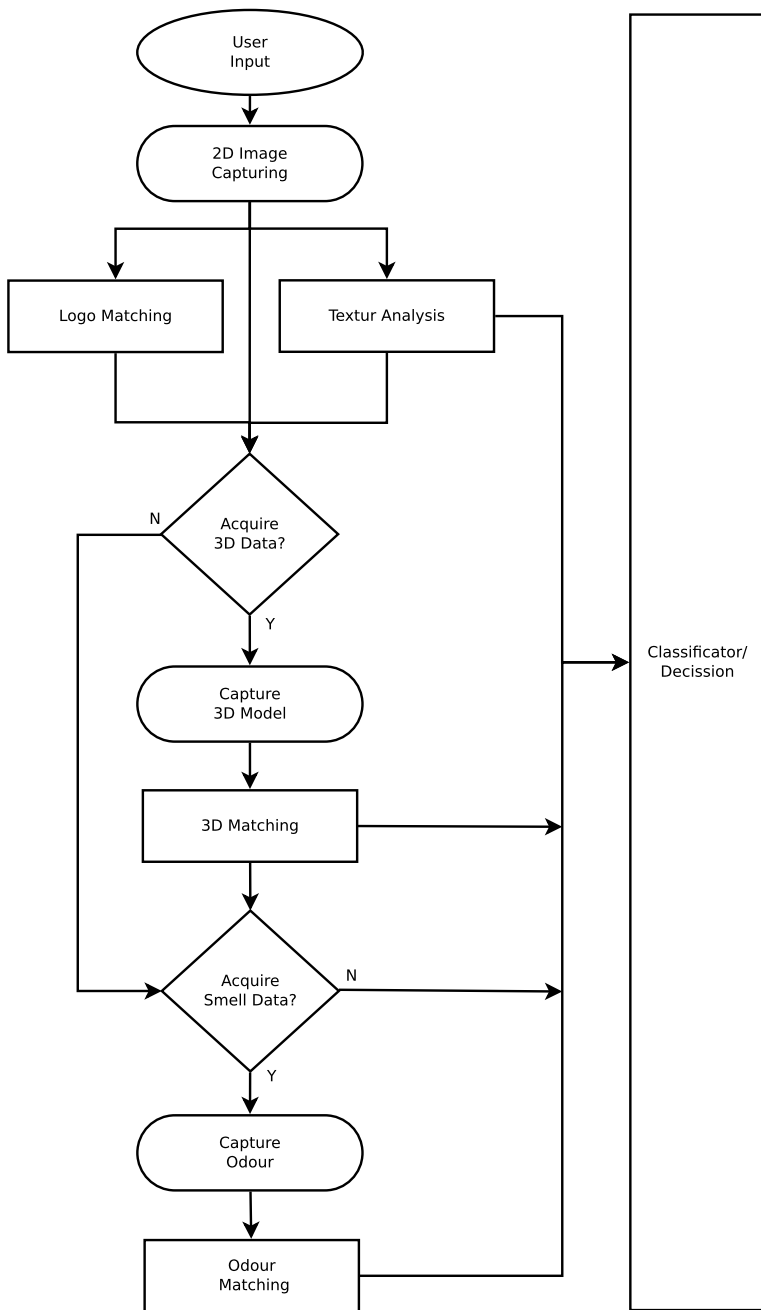 User
Input
2D Image
Capturing
Logo Matching
Textur Analysis
N
Acquire
3D Data?
Y
Capture
3D Model
Classificator/
Decission
3D Matching
Acquire
Smell Data?
N
Y
Capture
Odour
Odour
Matching